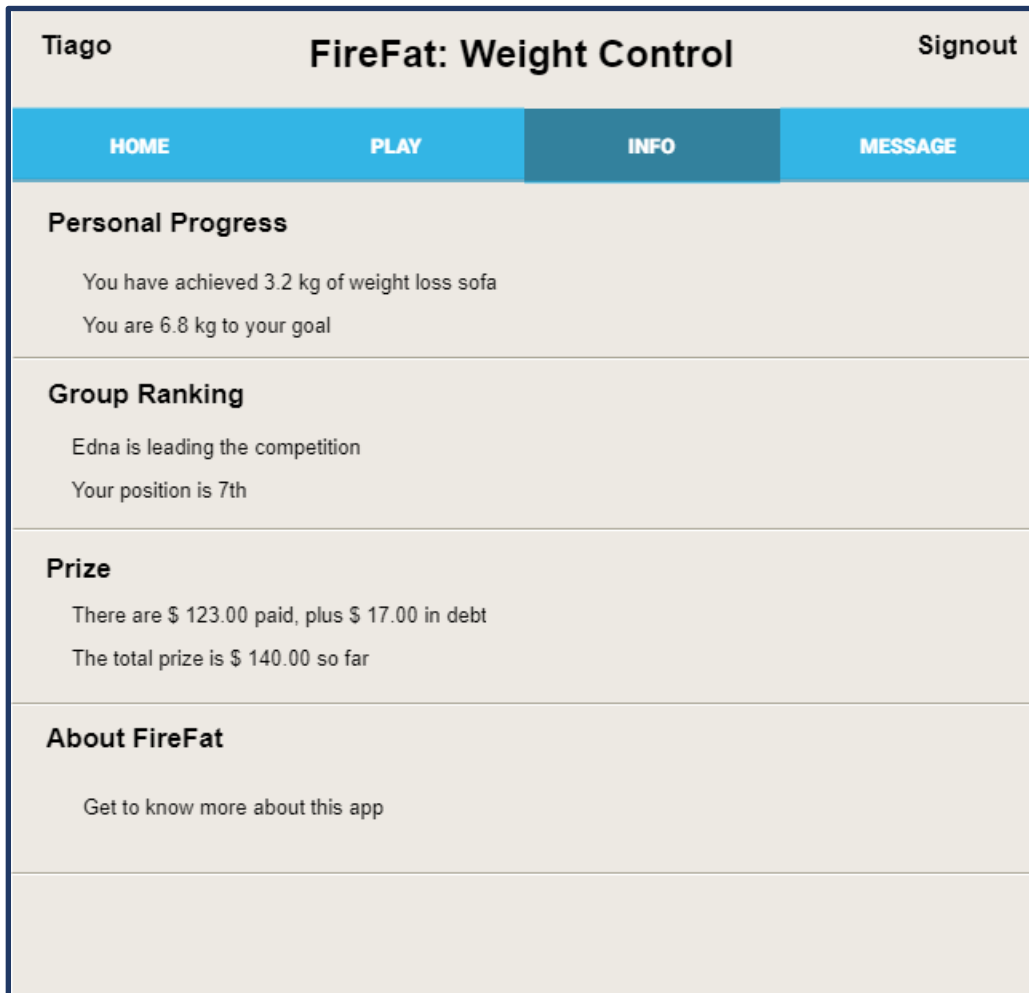 Tiago
FireFat: Weight Control
Signout
HOME
PLAY
INFO
MESSAGE
Personal Progress
You have achieved 3.2 kg of weight loss sofa
You are 6.8 kg to your goal
Group Ranking
Edna is leading the competition
Your position is 7th
Prize
There are $ 123.00 paid, plus $ 17.00 in debt
The total prize is $ 140.00 so far
About FireFat
Get to know more about this app